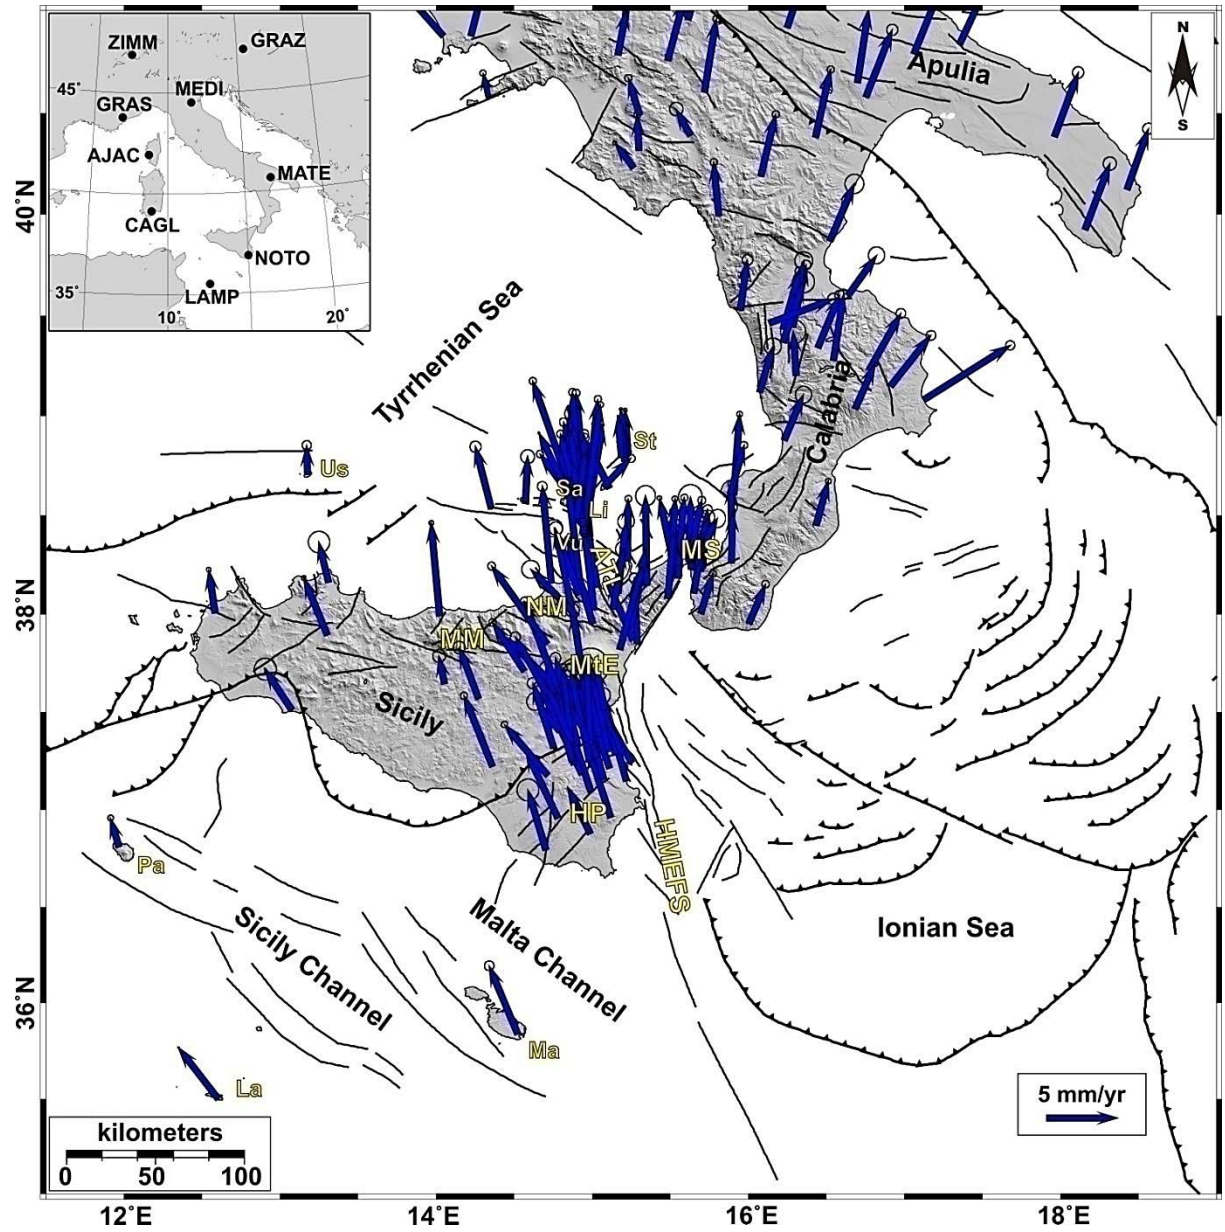 ZIMM
GRAZ
45°
MEDI
GRAS
AJAC
MATE
CAGL
NOTO
LAMP
35°
10°
20°
N
S
Apulia
40°N
Tyrrhenian Sea
Calabria
Us
St
Sa
Li
Vu
ATL
MS
38°N
NM
MM
MtE
Sicily
HP
HMEFS
Pa
Sicily Channel
Malta Channel
Ionian Sea
36°N
Ma
La
5 mm/yr
kilometers
0 50 100
12°E 14°E 16°E 18°E